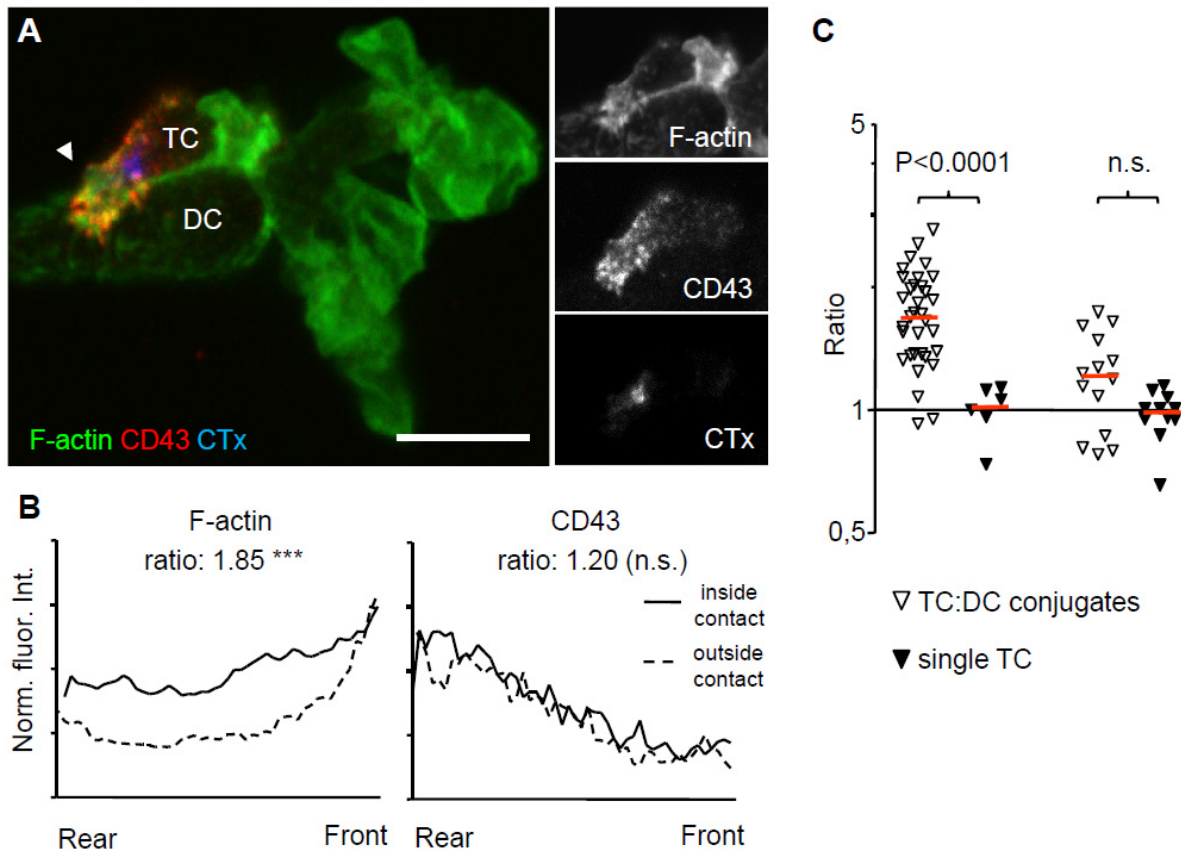 A
TC
DC
F-actin CD43 CTx
F-actin
CD43
CTx
B
F-actin
ratio: 1.85 ***
CD43
ratio: 1.20 (n.s.)
Norm. fluor. Int.
inside
contact
outside
contact
Rear
Front
Rear
Front
C
Ratio
5
1
0,5
P<0.0001
n.s.
TC:DC conjugates
single TC